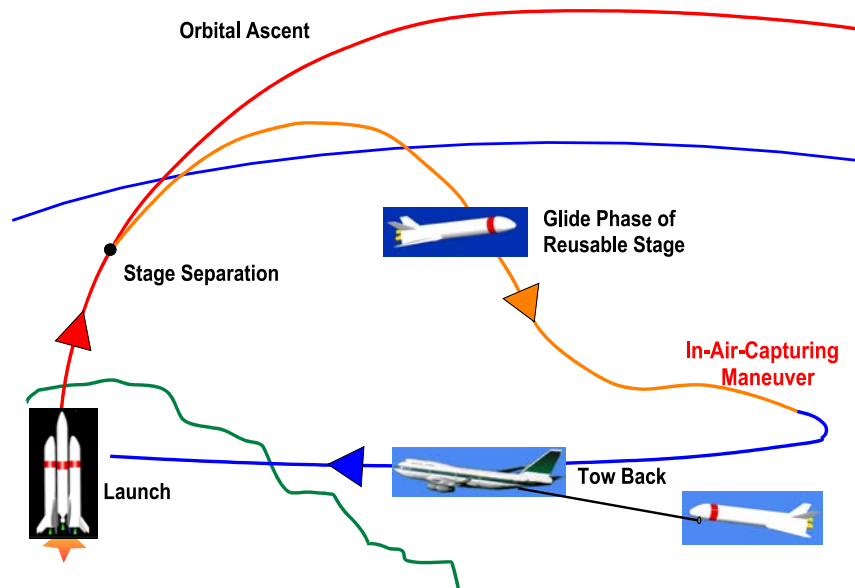 Orbital Ascent
Glide Phase of
Reusable Stage
Stage Separation
In-Air-Capturing
Maneuver
Tow Back
Launch